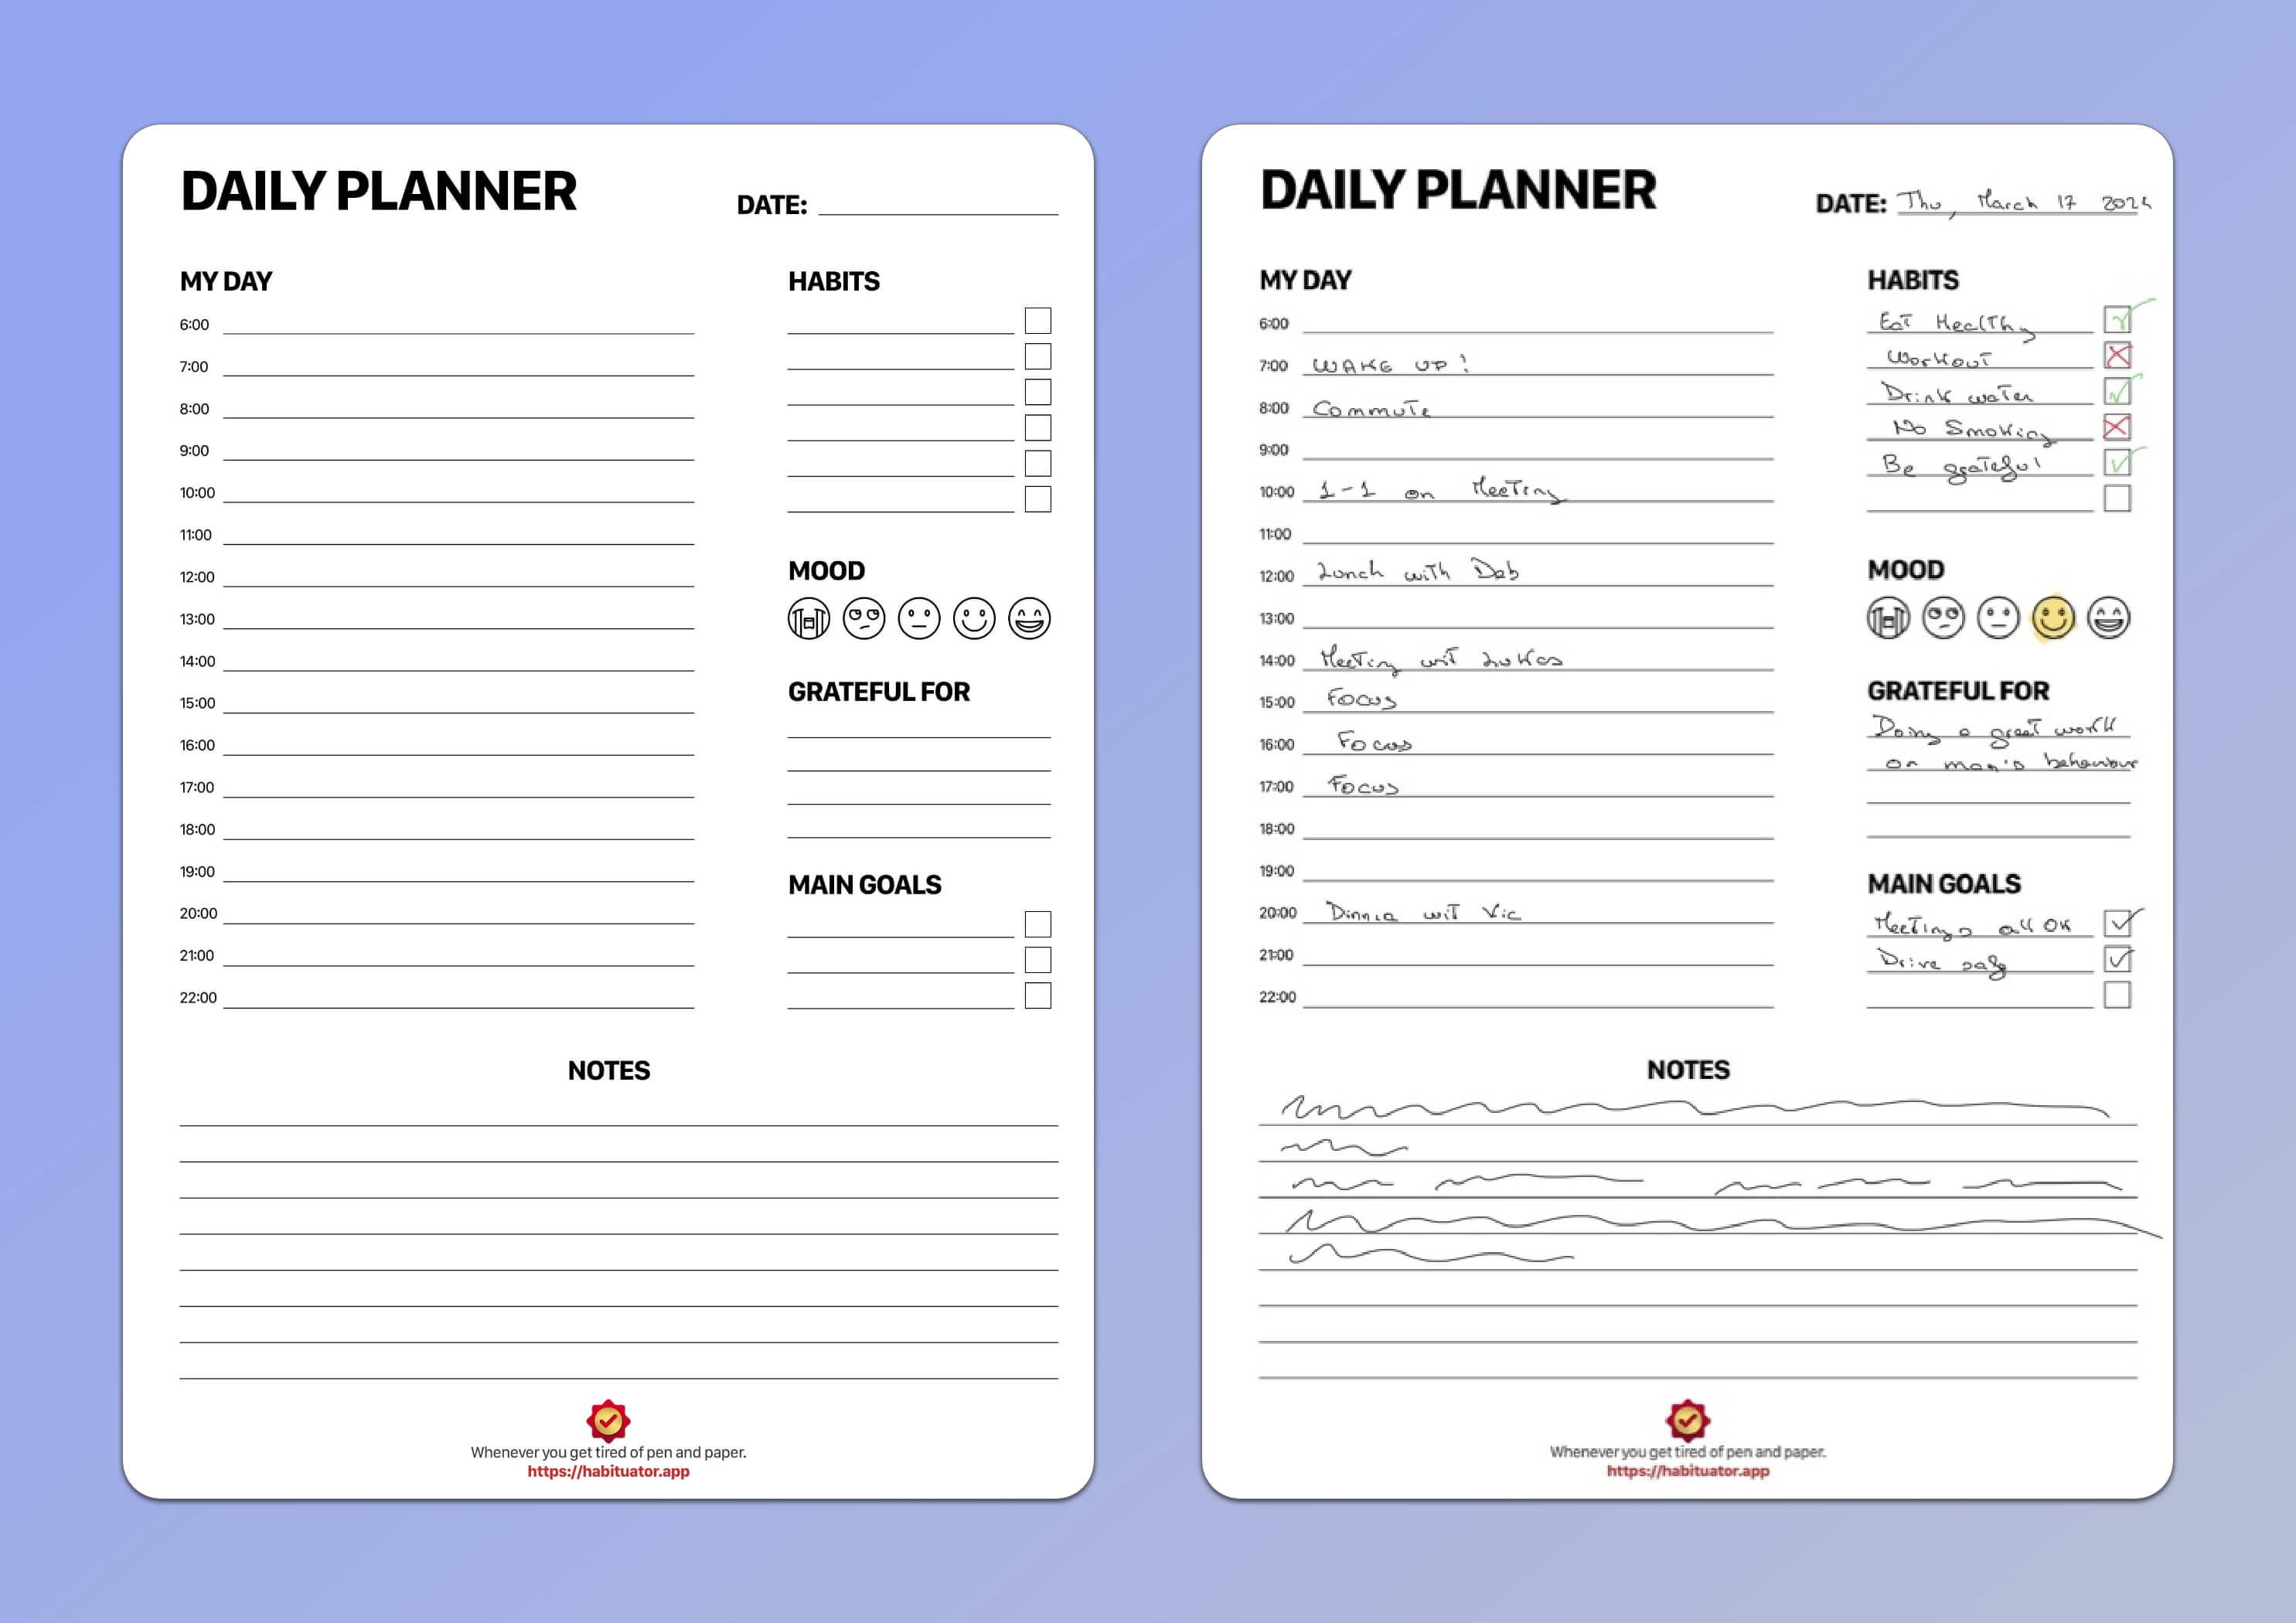 DAILY PLANNER
DATE:
MY DAY
6:00
7:00
8:00
9:00
10:00
11:00
12:00
13:00
14:00
15:00
16:00
17:00
18:00
19:00
20:00
21:00
22:00
HABITS
MOOD
GRATEFUL FOR
MAIN GOALS
NOTES
Whenever you get tired of pen and paper.
https://habituator.app
DAILY PLANNER
DATE: Thu, March 17 2024
MY DAY
6:00
7:00 WAKE UP!
8:00 Commute
9:00
10:00 1-1 on Meeting
11:00
12:00 Lunch with Deb
13:00
14:00 Meeting wit Lukas
15:00 Focus
16:00 Focus
17:00 Focus
18:00
19:00
20:00 Dinner wit Vic
21:00
22:00
HABITS
Eat Healthy
Workout
Drink water
No Smoking
Be grateful
MOOD
GRATEFUL FOR
Doing a great work
on man's behaviour
MAIN GOALS
Meetings all OK
Drive safe
NOTES
Whenever you get tired of pen and paper.
https://habituator.app